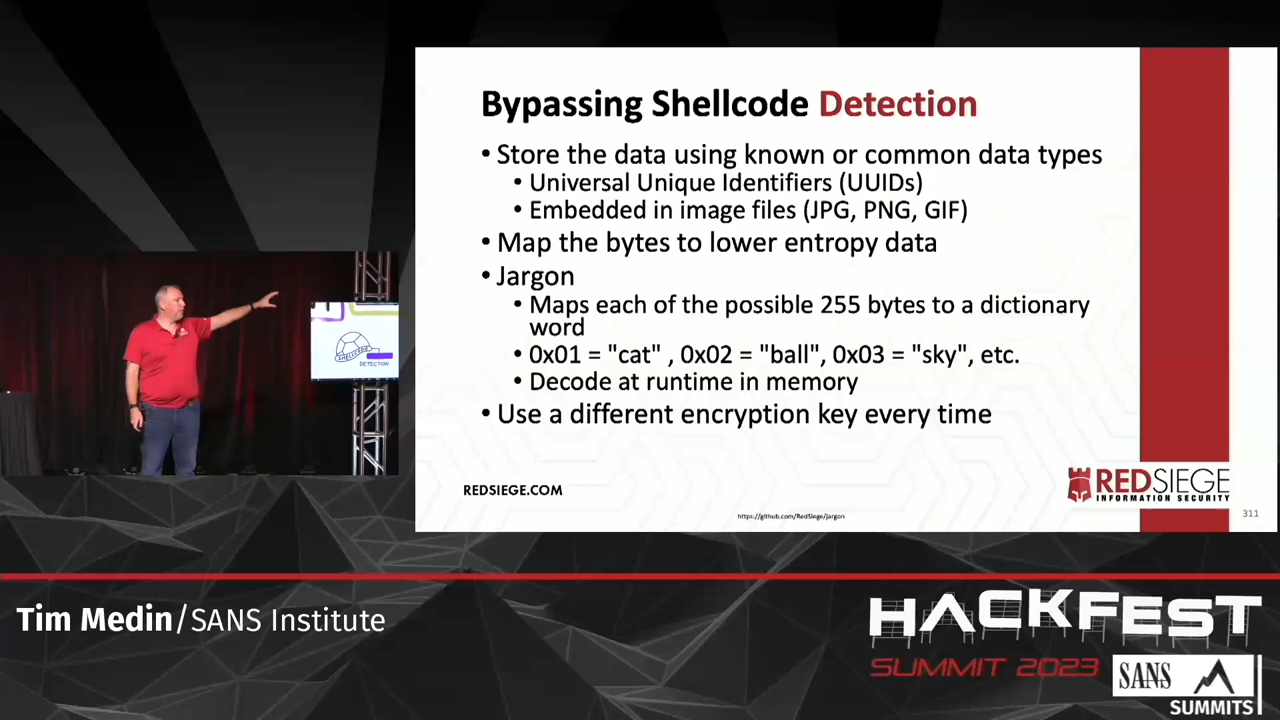 Bypassing Shellcode Detection
• Store the data using known or common data types
• Universal Unique Identifiers (UUIDs)
• Embedded in image files (JPG, PNG, GIF)
• Map the bytes to lower entropy data
• Jargon
• Maps each of the possible 255 bytes to a dictionary
word
• 0x01 = "cat" , 0x02 = "ball", 0x03 = "sky", etc.
• Decode at runtime in memory
• Use a different encryption key every time
REDSIEGE.COM
REDSIEGE
INFORMATION SECURITY
https://github.com/RedSiege/jargon
311
SHELLCODE
DETECTION
Tim Medin/SANS Institute
HACKFEST
SUMMIT 2023
SANS
SUMMITS